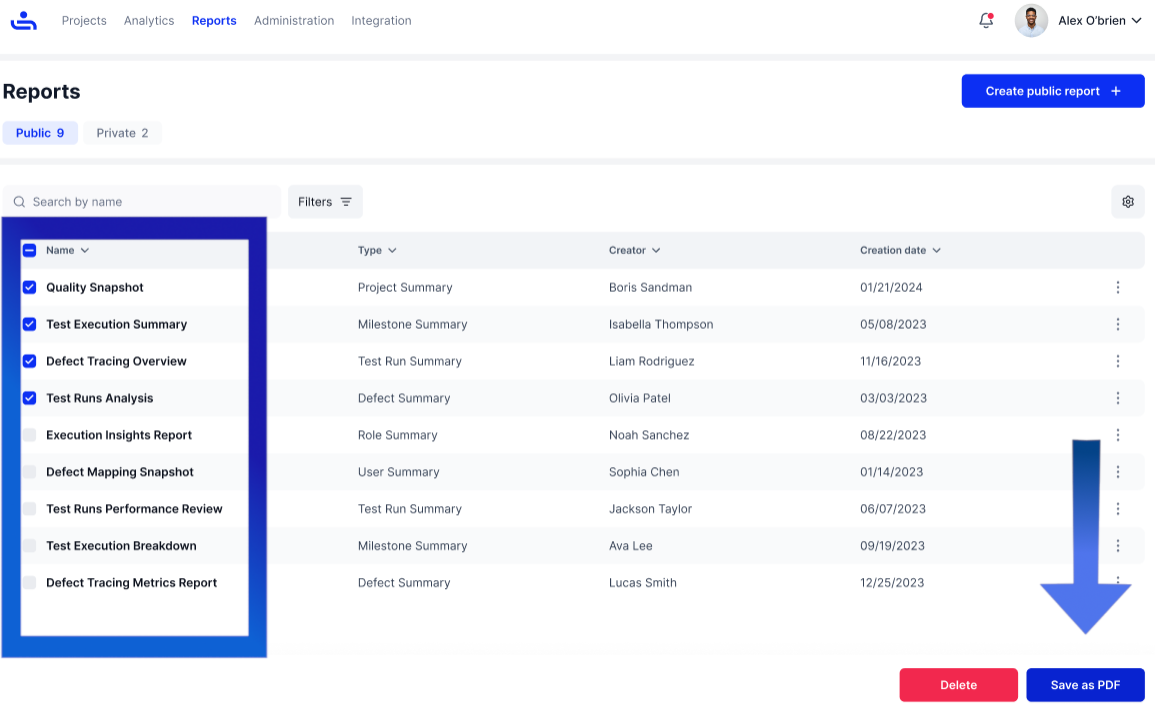 Projects Analytics Reports Administration Integration Alex O'brien
Reports Create public report +
Public 9 Private 2
Search by name Filters
Name Type Creator Creation date
Quality Snapshot Project Summary Boris Sandman 01/21/2024
Test Execution Summary Milestone Summary Isabella Thompson 05/08/2023
Defect Tracing Overview Test Run Summary Liam Rodriguez 11/16/2023
Test Runs Analysis Defect Summary Olivia Patel 03/03/2023
Execution Insights Report Role Summary Noah Sanchez 08/22/2023
Defect Mapping Snapshot User Summary Sophia Chen 01/14/2023
Test Runs Performance Review Test Run Summary Jackson Taylor 06/07/2023
Test Execution Breakdown Milestone Summary Ava Lee 09/19/2023
Defect Tracing Metrics Report Defect Summary Lucas Smith 12/25/2023
Delete Save as PDF